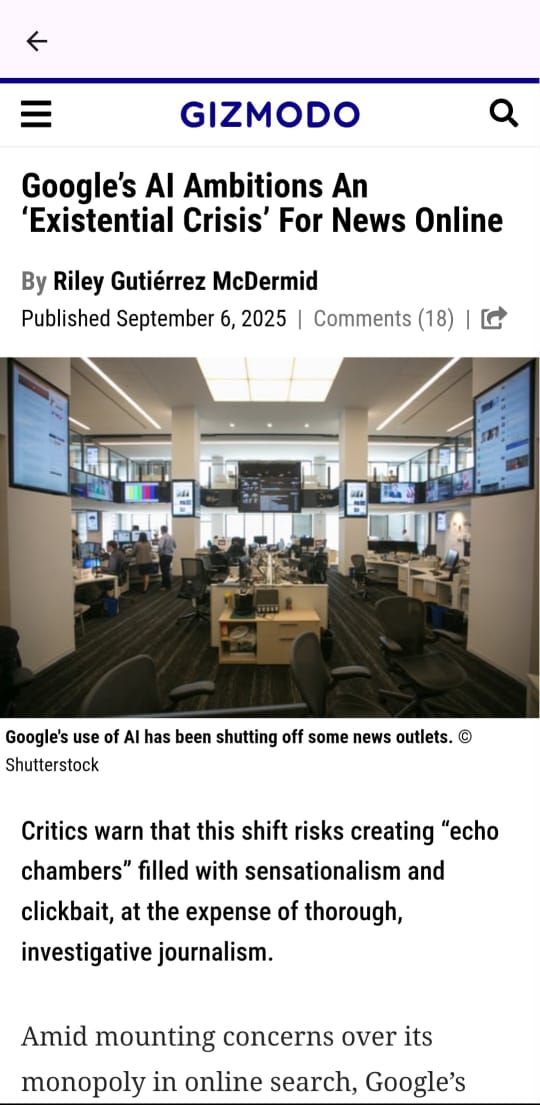 GIZMODO
Google's AI Ambitions An
‘Existential Crisis’ For News Online
By Riley Gutiérrez McDermid
Published September 6, 2025 | Comments (18) |
Google's use of AI has been shutting off some news outlets. ©
Shutterstock
Critics warn that this shift risks creating “echo
chambers” filled with sensationalism and
clickbait, at the expense of thorough,
investigative journalism.
Amid mounting concerns over its
monopoly in online search, Google’s